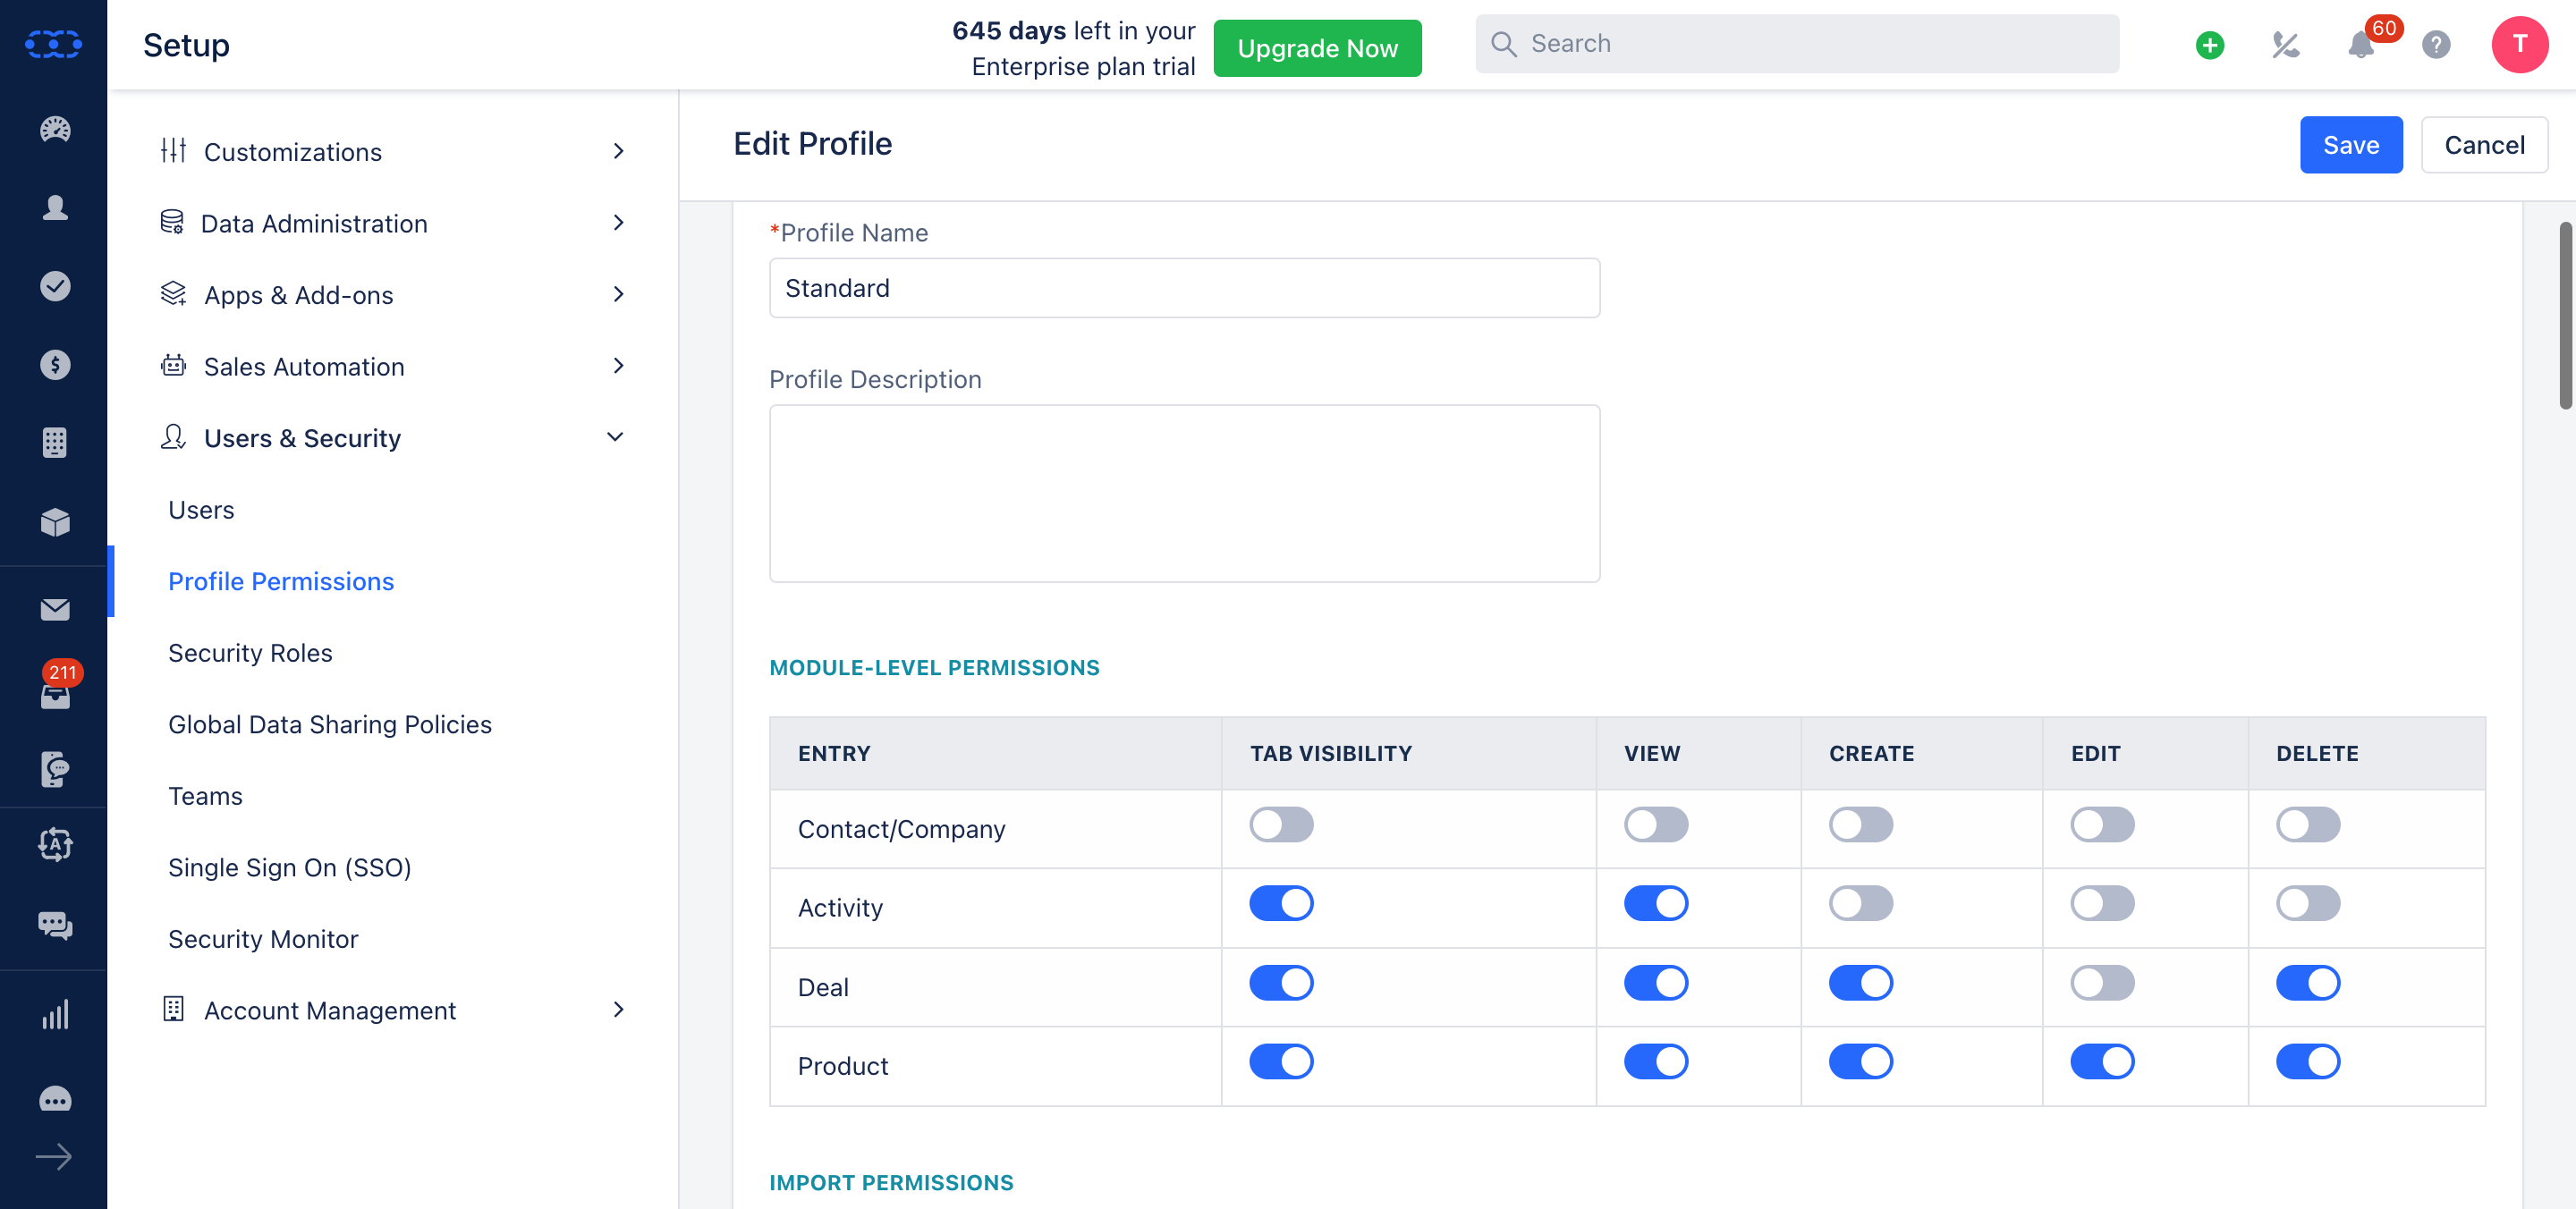 Setup
645 days left in your
Enterprise plan trial
Upgrade Now
Search
60
?
T
Customizations
Data Administration
Apps & Add-ons
Sales Automation
Users & Security
Users
Profile Permissions
Security Roles
Global Data Sharing Policies
Teams
Single Sign On (SSO)
Security Monitor
Account Management
$
211
A
Edit Profile
Save
Cancel
*Profile Name
Standard
Profile Description
MODULE-LEVEL PERMISSIONS
ENTRY TAB VISIBILITY VIEW CREATE EDIT DELETE
Contact/Company
Activity
Deal
Product
IMPORT PERMISSIONS